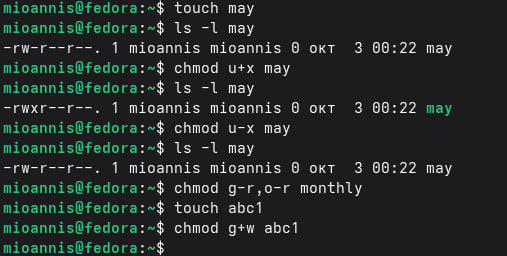 mioannis@fedora:~$ touch may
mioannis@fedora:~$ ls -l may
-rw-r--r--. 1 mioannis mioannis 0 окт  3 00:22 may
mioannis@fedora:~$ chmod u+x may
mioannis@fedora:~$ ls -l may
-rwxr--r--. 1 mioannis mioannis 0 окт  3 00:22 may
mioannis@fedora:~$ chmod u-x may
mioannis@fedora:~$ ls -l may
-rw-r--r--. 1 mioannis mioannis 0 окт  3 00:22 may
mioannis@fedora:~$ chmod g-r,o-r monthly
mioannis@fedora:~$ touch abc1
mioannis@fedora:~$ chmod g+w abc1
mioannis@fedora:~$